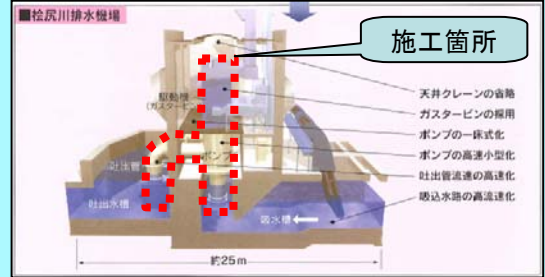 ■桧尻川排水機場
施工箇所
天井クレーンの省略
駆動機
(ガスタービン)
ガスタービンの採用
ポンプの一床式化
ポンプ
ポンプの高速小型化
吐出管
吐出管流速の高速化
吐出水槽
吸込水路の高流速化
吸水槽
約25m